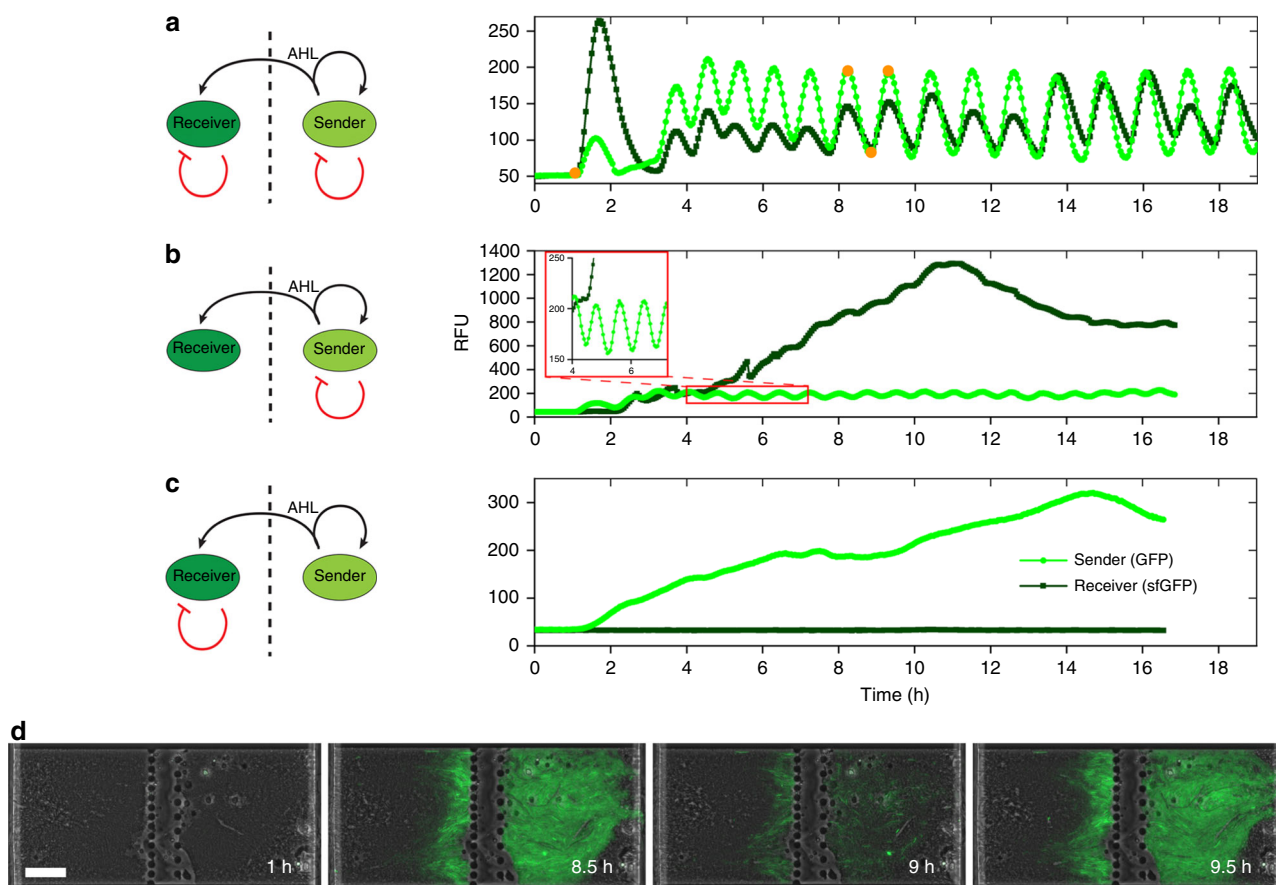 a
AHL
Receiver
Sender
250
200
150
100
50
0 2 4 6 8 10 12 14 16 18
b
AHL
Receiver
Sender
RFU
1400
1200
1000
800
600
400
200
0
250
200
150
4 6
0 2 4 6 8 10 12 14 16 18
c
AHL
Receiver
Sender
300
200
100
0
Sender (GFP)
Receiver (sfGFP)
0 2 4 6 8 10 12 14 16 18
Time (h)
d
1 h
8.5 h
9 h
9.5 h